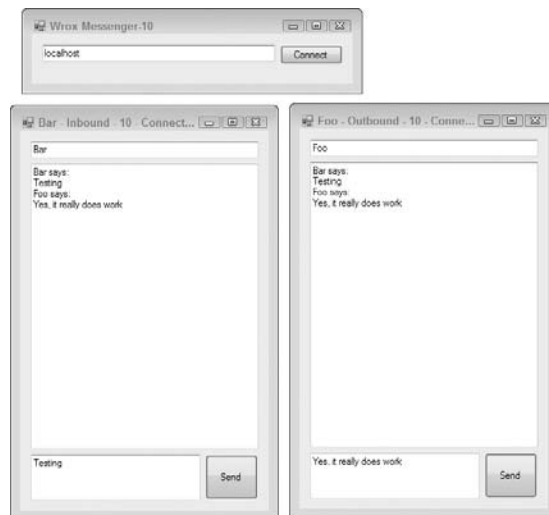 Wrox Messenger-10
localhost
Connect
Bar - Inbound - 10 - Connect...
Bar
Bar says:
Testing
Foo says:
Yes, it really does work
Testing
Send
Foo - Outbound - 10 - Conne...
Foo
Bar says:
Testing
Foo says:
Yes, it really does work
Yes, it really does work
Send